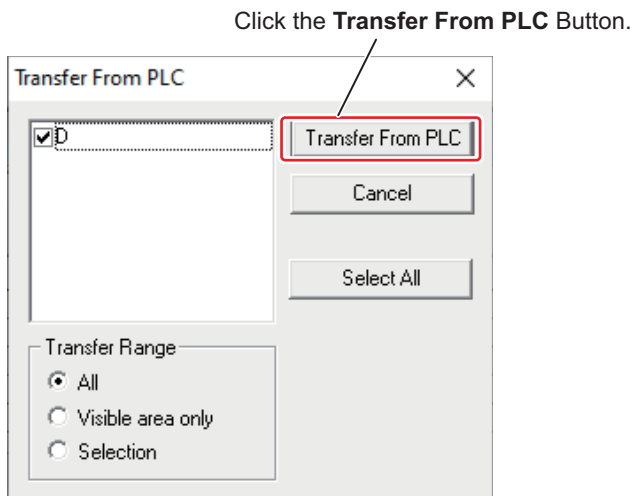 Click the Transfer From PLC Button.
Transfer From PLC
D
Transfer From PLC
Cancel
Select All
Transfer Range
All
Visible area only
Selection